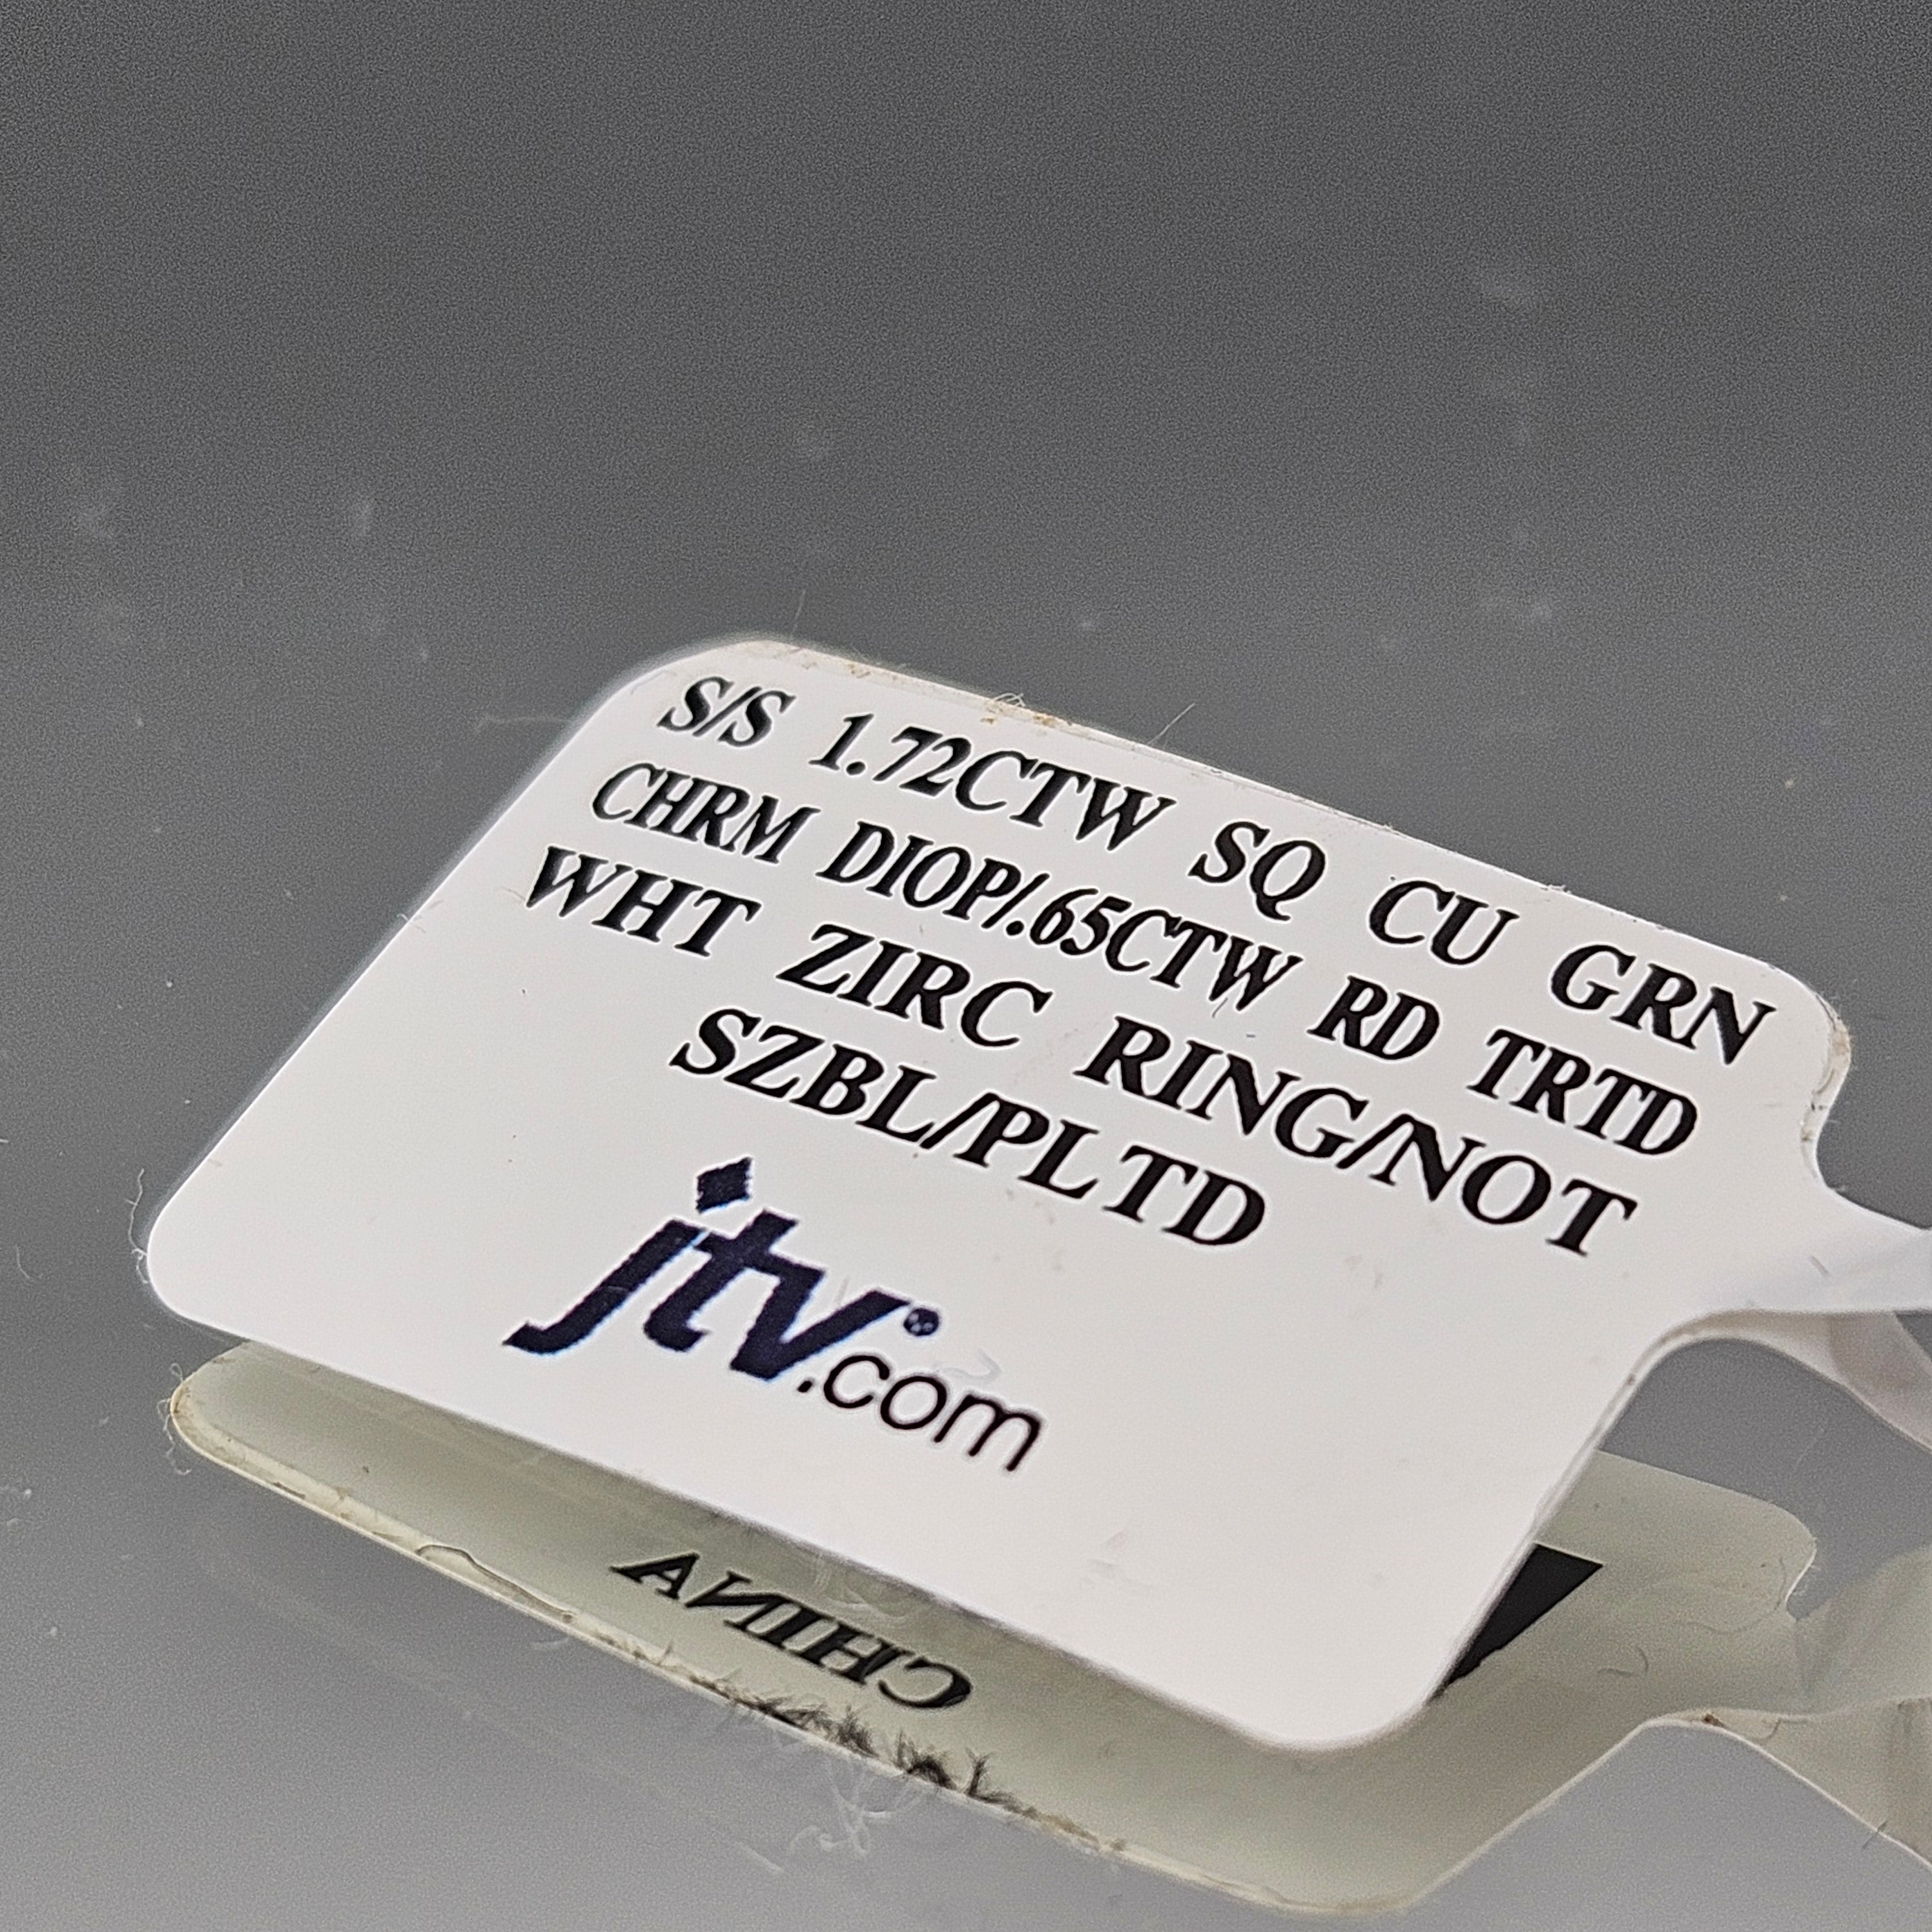 S/S 1.72CTW SQ CU GRN
CHRM DIOP/.65CTW RD TRTD
WHT ZIRC RING/NOT
SZBL/PLTD
jtv.com
CHINA